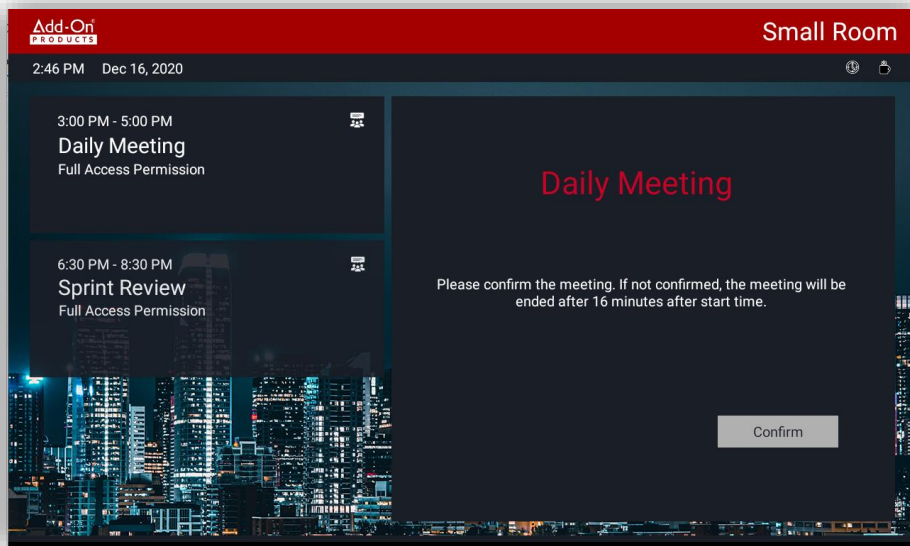 Add-On
PRODUCTS
Small Room
2:46 PM Dec 16, 2020
3:00 PM - 5:00 PM
Daily Meeting
Full Access Permission
6:30 PM - 8:30 PM
Sprint Review
Full Access Permission
Daily Meeting
Please confirm the meeting. If not confirmed, the meeting will be
ended after 16 minutes after start time.
Confirm